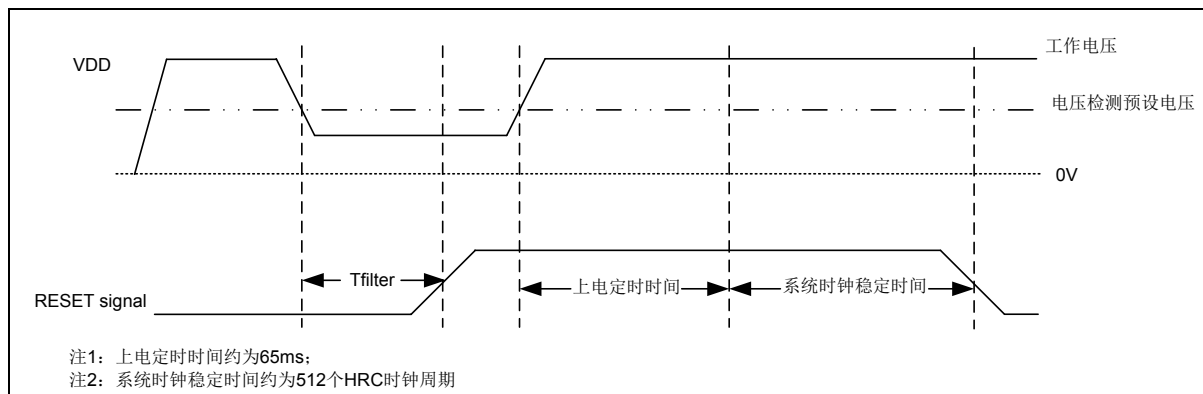 工作电压
VDD
电压检测预设电压
0V
Tfilter
上电定时时间
系统时钟稳定时间
RESET signal
注1：上电定时时间约为65ms；
注2：系统时钟稳定时间约为512个HRC时钟周期